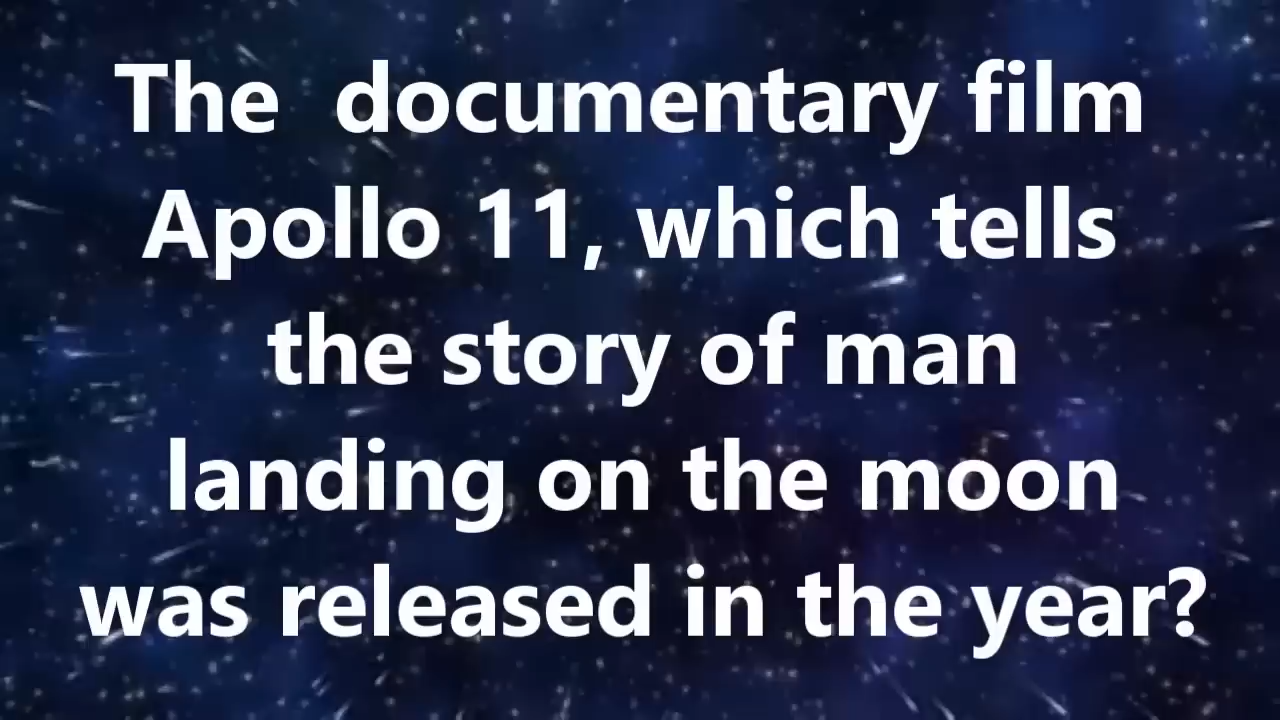 The  documentary film
Apollo 11, which tells
the story of man
landing on the moon
was released in the year?